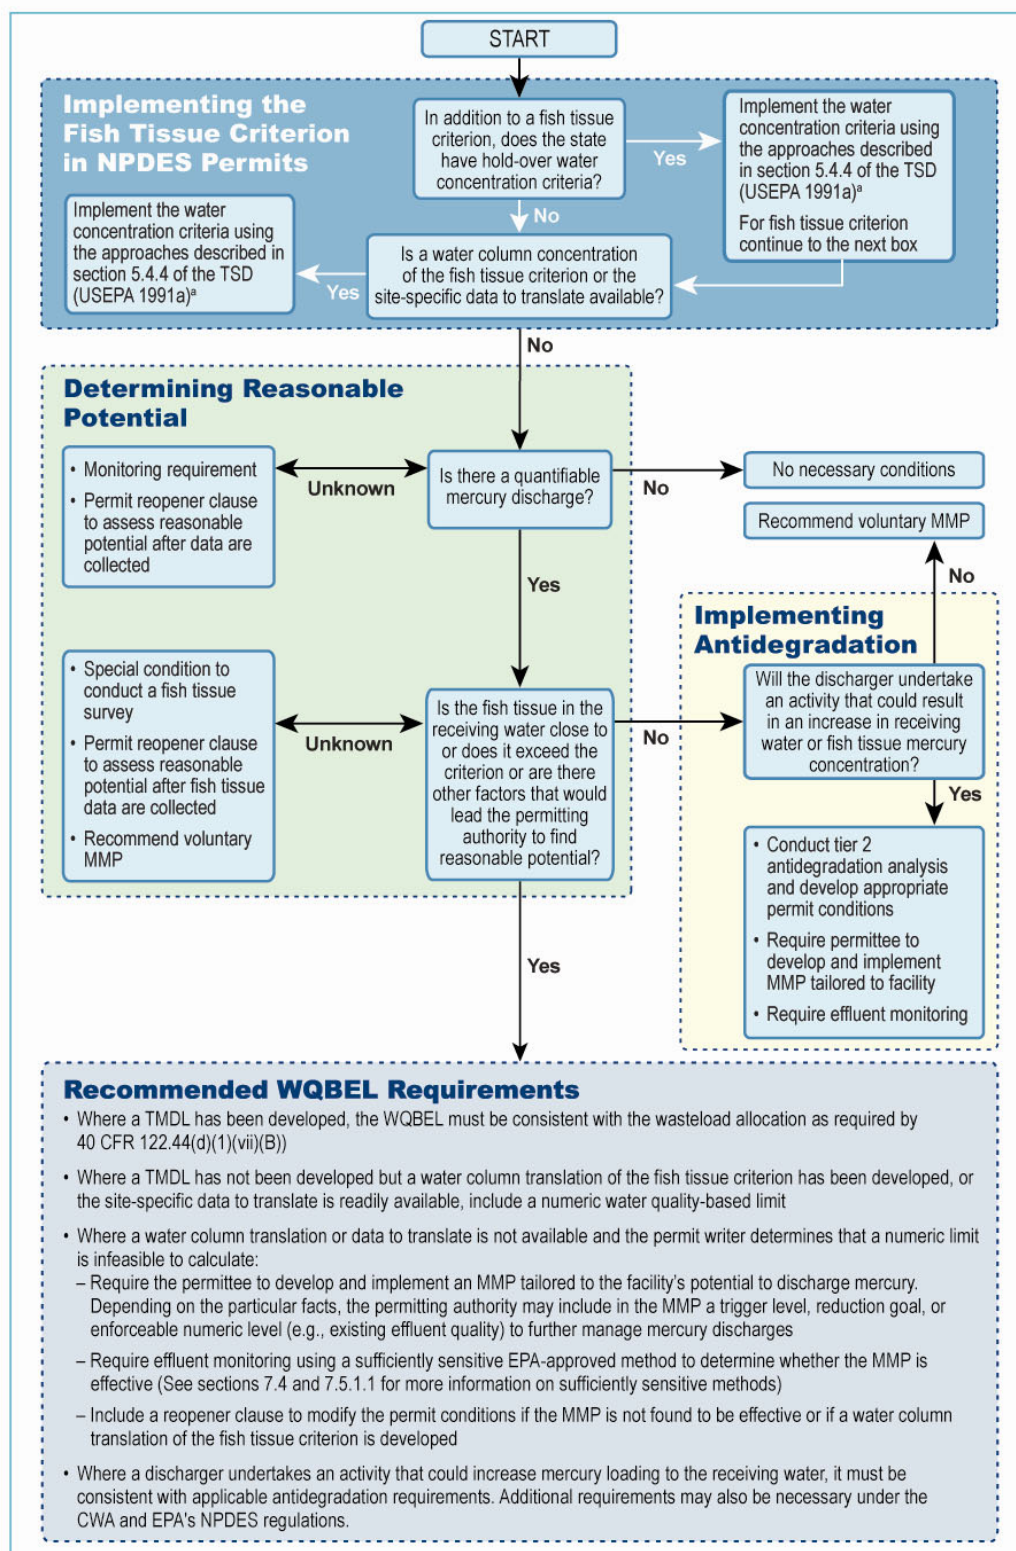 START
Implementing the
Fish Tissue Criterion
in NPDES Permits
In addition to a fish tissue
criterion, does the state
have hold-over water
concentration criteria?
Yes
Implement the water
concentration criteria using
the approaches described
in section 5.4.4 of the TSD
(USEPA 1991a)ª
For fish tissue criterion
continue to the next box
No
Implement the water
concentration criteria using
the approaches described in
section 5.4.4 of the TSD
(USEPA 1991a)ª
Yes
Is a water column concentration
of the fish tissue criterion or the
site-specific data to translate available?
No
Determining Reasonable
Potential
• Monitoring requirement
• Permit reopener clause
to assess reasonable
potential after data are
collected
Unknown
Is there a quantifiable
mercury discharge?
No
No necessary conditions
Recommend voluntary MMP
Yes
No
Implementing
Antidegradation
• Special condition to
conduct a fish tissue
survey
• Permit reopener clause
to assess reasonable
potential after fish tissue
data are collected
• Recommend voluntary
MMP
Unknown
Is the fish tissue in the
receiving water close to
or does it exceed the
criterion or are there
other factors that would
lead the permitting
authority to find
reasonable potential?
No
Will the discharger undertake
an activity that could result
in an increase in receiving
water or fish tissue mercury
concentration?
Yes
• Conduct tier 2
antidegradation analysis
and develop appropriate
permit conditions
• Require permittee to
develop and implement
MMP tailored to facility
• Require effluent monitoring
Yes
Recommended WQBEL Requirements
• Where a TMDL has been developed, the WQBEL must be consistent with the wasteload allocation as required by
40 CFR 122.44(d)(1)(vii)(B))
• Where a TMDL has not been developed but a water column translation of the fish tissue criterion has been developed, or
the site-specific data to translate is readily available, include a numeric water quality-based limit
• Where a water column translation or data to translate is not available and the permit writer determines that a numeric limit
is infeasible to calculate:
– Require the permittee to develop and implement an MMP tailored to the facility's potential to discharge mercury.
Depending on the particular facts, the permitting authority may include in the MMP a trigger level, reduction goal, or
enforceable numeric level (e.g., existing effluent quality) to further manage mercury discharges
– Require effluent monitoring using a sufficiently sensitive EPA-approved method to determine whether the MMP is
effective (See sections 7.4 and 7.5.1.1 for more information on sufficiently sensitive methods)
– Include a reopener clause to modify the permit conditions if the MMP is not found to be effective or if a water column
translation of the fish tissue criterion is developed
• Where a discharger undertakes an activity that could increase mercury loading to the receiving water, it must be
consistent with applicable antidegradation requirements. Additional requirements may also be necessary under the
CWA and EPA's NPDES regulations.